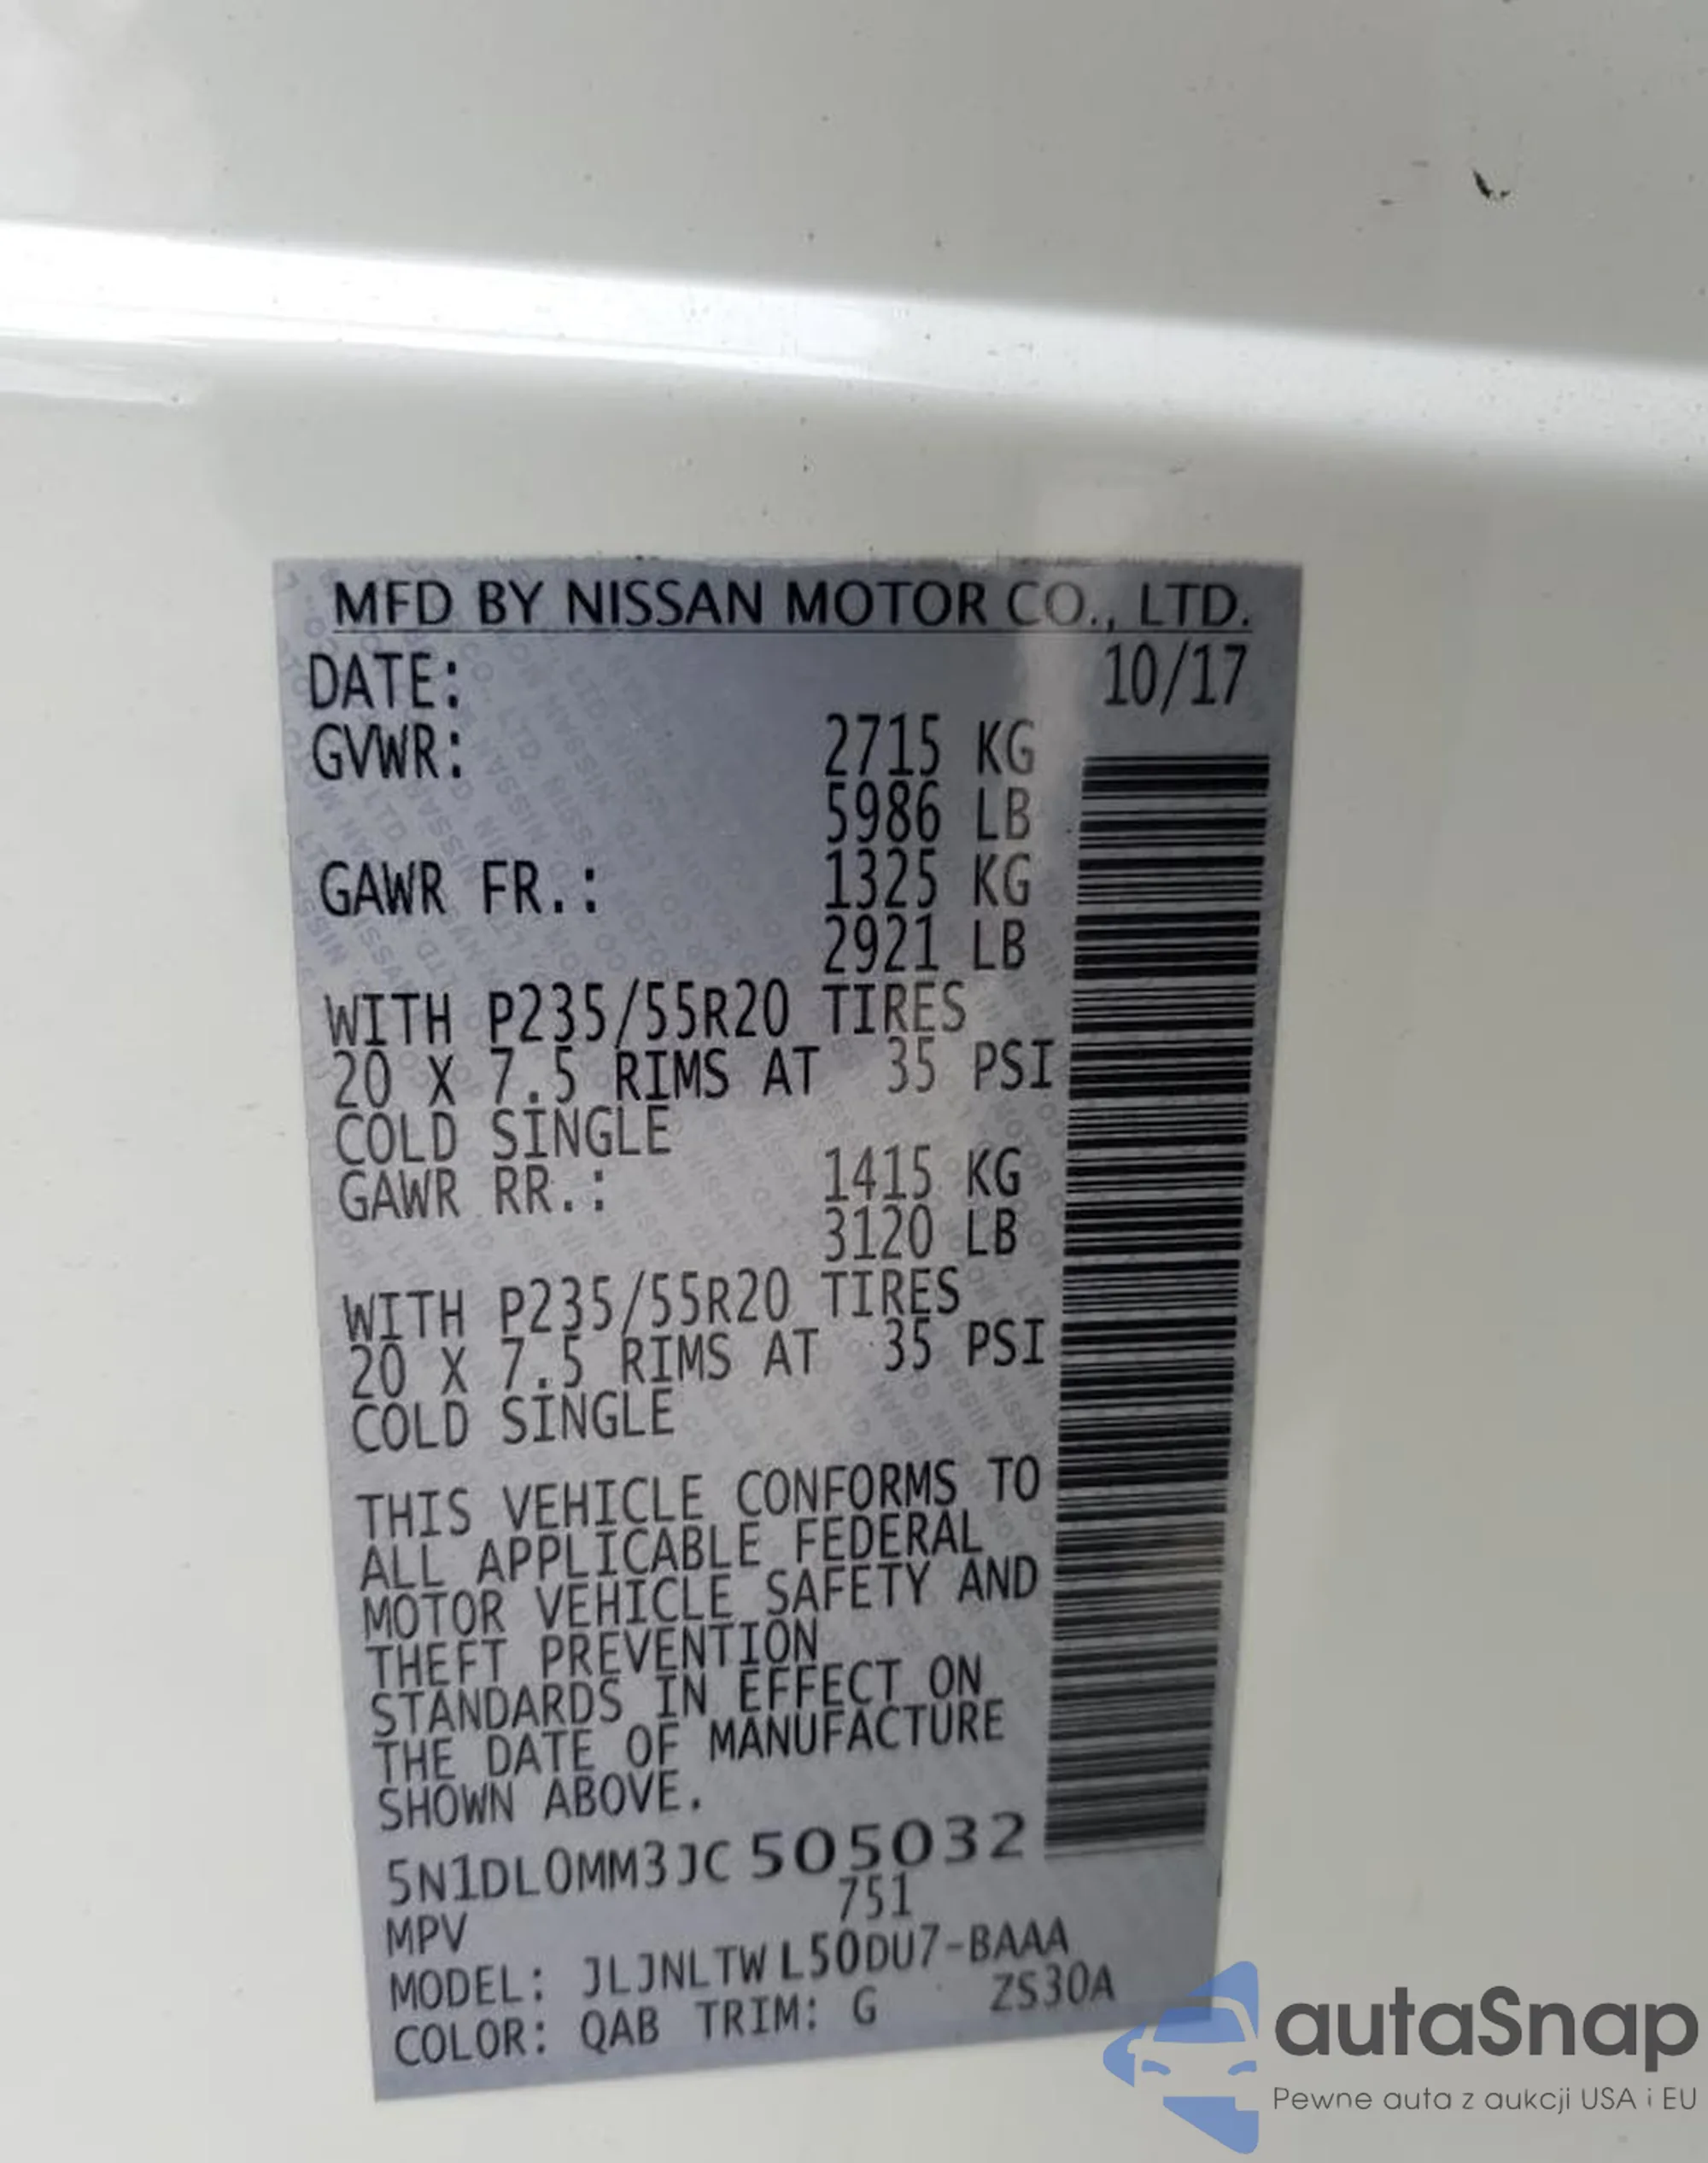 MFD BY NISSAN MOTOR CO., LTD.
DATE: 10/17
GVWR: 2715 KG
5986 LB
GAWR FR.: 1325 KG
2921 LB
WITH P235/55R20 TIRES
20 X 7.5 RIMS AT 35 PSI
COLD SINGLE
GAWR RR.: 1415 KG
3120 LB
WITH P235/55R20 TIRES
20 X 7.5 RIMS AT 35 PSI
COLD SINGLE
THIS VEHICLE CONFORMS TO
ALL APPLICABLE FEDERAL
MOTOR VEHICLE SAFETY AND
THEFT PREVENTION
STANDARDS IN EFFECT ON
THE DATE OF MANUFACTURE
SHOWN ABOVE.
5N1DL0MM3JC505032
751
MPV
MODEL: JLJNLTWL50DU7-BAAA
COLOR: QAB TRIM: G ZS30A
autaSnap
Pewne auta z aukcji USA i EU